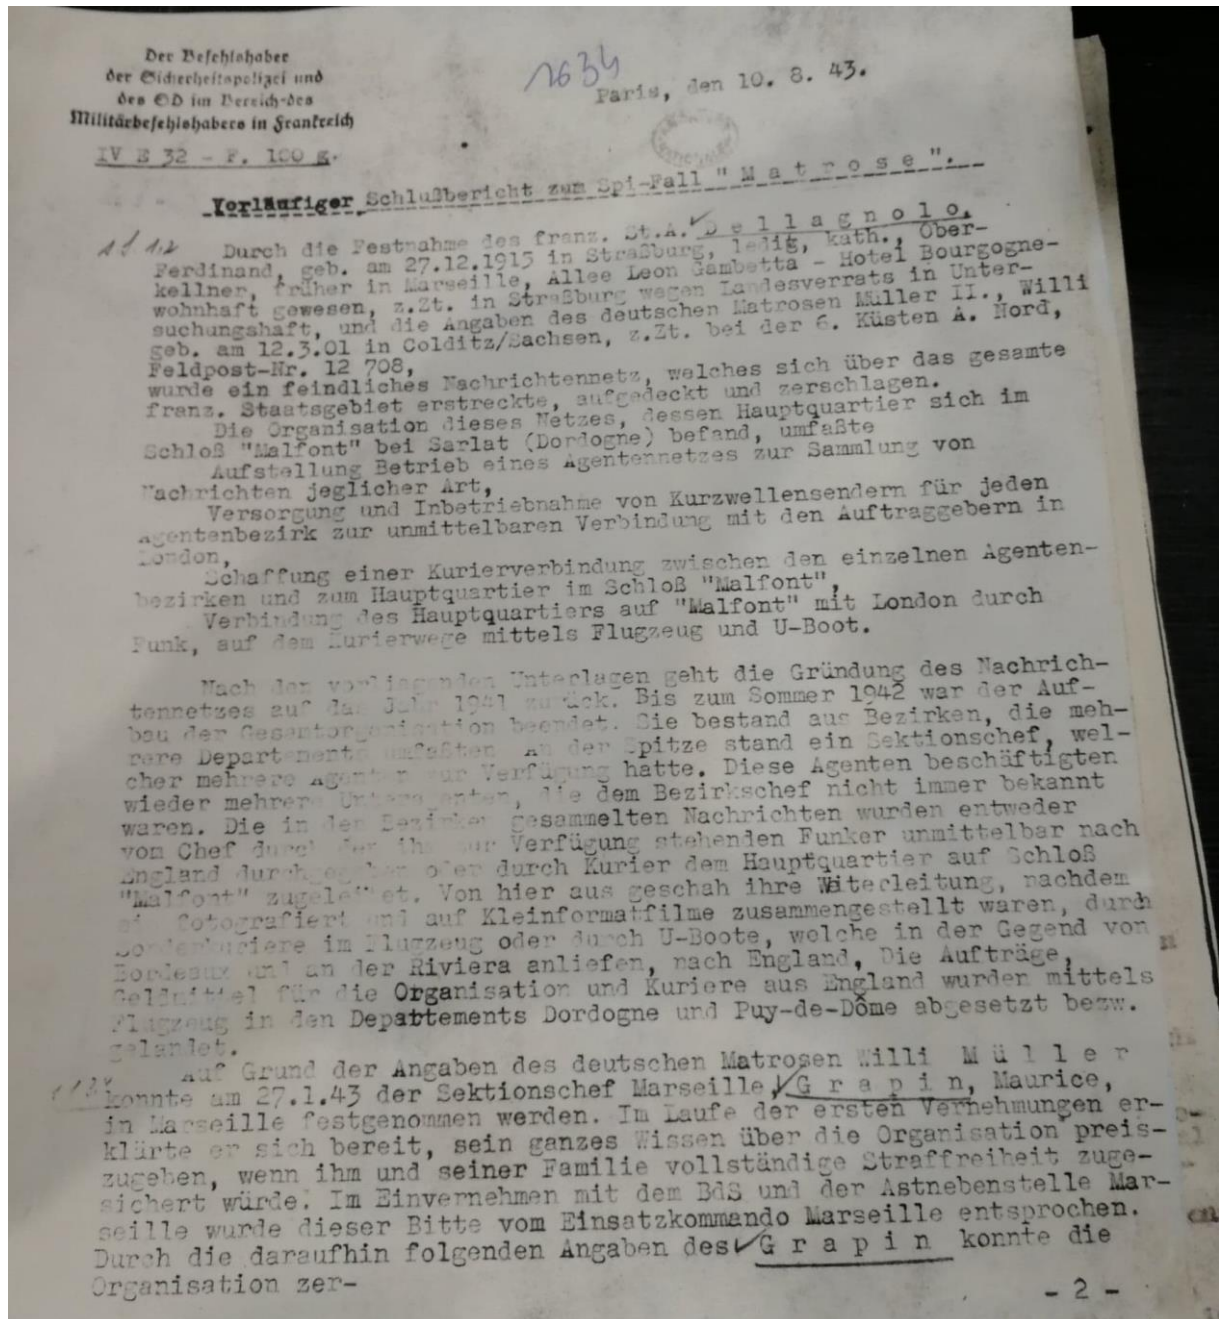 Der Befehlshaber
der Sicherheitspolizei und
des SD im Bereich des
Militärbefehlshabers in Frankreich
IV E 32 - F. 100 g.
1634
Paris, den 10. 8. 43.
Vorläufiger Schlußbericht zum Spi-Fall "M a t r o s e".
Durch die Festnahme des franz. St.A. D e l l a g n o l o,
Ferdinand, geb. am 27.12.1915 in Straßburg, ledig, kath., Ober-
kellner, früher in Marseille, Allee Leon Gambetta - Hotel Bourgogne-
wohnhaft gewesen, z.Zt. in Straßburg wegen Landesverrats in Unter-
suchungshaft, und die Angaben des deutschen Matrosen Müller II., Willi
geb. am 12.3.01 in Colditz/Sachsen, z.Zt. bei der 6. Küsten A. Nord,
Feldpost-Nr. 12 708,
wurde ein feindliches Nachrichtennetz, welches sich über das gesamte
franz. Staatsgebiet erstreckte, aufgedeckt und zerschlagen.
Die Organisation dieses Netzes, dessen Hauptquartier sich im
Schloß "Malfont" bei Sarlat (Dordogne) befand, umfaßte
Aufstellung Betrieb eines Agentennetzes zur Sammlung von
Nachrichten jeglicher Art,
Versorgung und Inbetriebnahme von Kurzwellensendern für jeden
Agentenbezirk zur unmittelbaren Verbindung mit den Auftraggebern in
London,
Schaffung einer Kurierverbindung zwischen den einzelnen Agenten-
bezirken und zum Hauptquartier im Schloß "Malfont",
Verbindung des Hauptquartiers auf "Malfont" mit London durch
Funk, auf dem Kurierwege mittels Flugzeug und U-Boot.
Nach den vorliegenden Unterlagen geht die Gründung des Nachrich-
tennetzes auf das Jahr 1941 zurück. Bis zum Sommer 1942 war der Auf-
bau der Gesamtorganisation beendet. Sie bestand aus Bezirken, die meh-
rere Departements umfaßten. An der Spitze stand ein Sektionschef, wel-
cher mehrere Agenten zur Verfügung hatte. Diese Agenten beschäftigten
wieder mehrere Unteragenten, die dem Bezirkschef nicht immer bekannt
waren. Die in den Bezirken gesammelten Nachrichten wurden entweder
vom Chef durch den ihm zur Verfügung stehenden Funker unmittelbar nach
England durchgegeben oder durch Kurier dem Hauptquartier auf Schloß
"Malfont" zugeleitet. Von hier aus geschah ihre Witerleitung, nachdem
fotografiert und auf Kleinformatfilme zusammengestellt waren, durch
Sonderkuriere im Flugzeug oder durch U-Boote, welche in der Gegend von
Bordeaux und an der Riviera anliefen, nach England, Die Aufträge,
Geldmittel für die Organisation und Kuriere aus England wurden mittels
Flugzeug in den Depattements Dordogne und Puy-de-Dôme abgesetzt bezw.
gelandet.
Auf Grund der Angaben des deutschen Matrosen Willi M ü l l e r
konnte am 27.1.43 der Sektionschef Marseille, G r a p i n, Maurice,
in Marseille festgenommen werden. Im Laufe der ersten Vernehmungen er-
klärte er sich bereit, sein ganzes Wissen über die Organisation preis-
zugeben, wenn ihm und seiner Familie vollständige Straffreiheit zuge-
sichert würde. Im Einvernehmen mit dem BdS und der Astnebenstelle Mar-
seille wurde dieser Bitte vom Einsatzkommando Marseille entsprochen.
Durch die daraufhin folgenden Angaben des G r a p i n konnte die
Organisation zer-
- 2 -